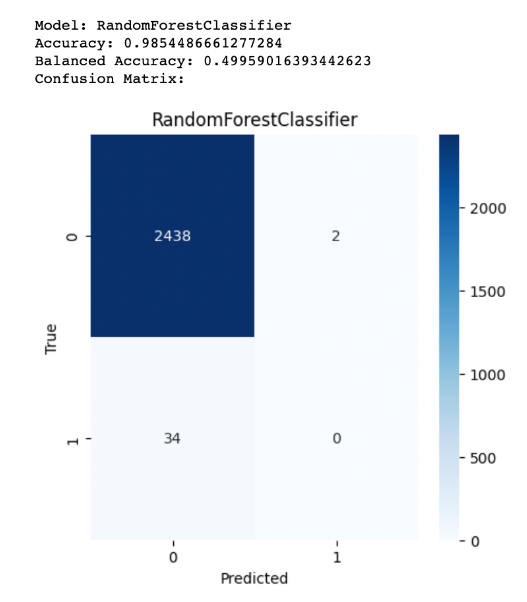 Model: RandomForestClassifier
Accuracy: 0.9854486661277284
Balanced Accuracy: 0.49959016393442623
Confusion Matrix:
RandomForestClassifier
2438 2
34 0
0
1
True
0 1
Predicted
2000
1500
1000
500
0